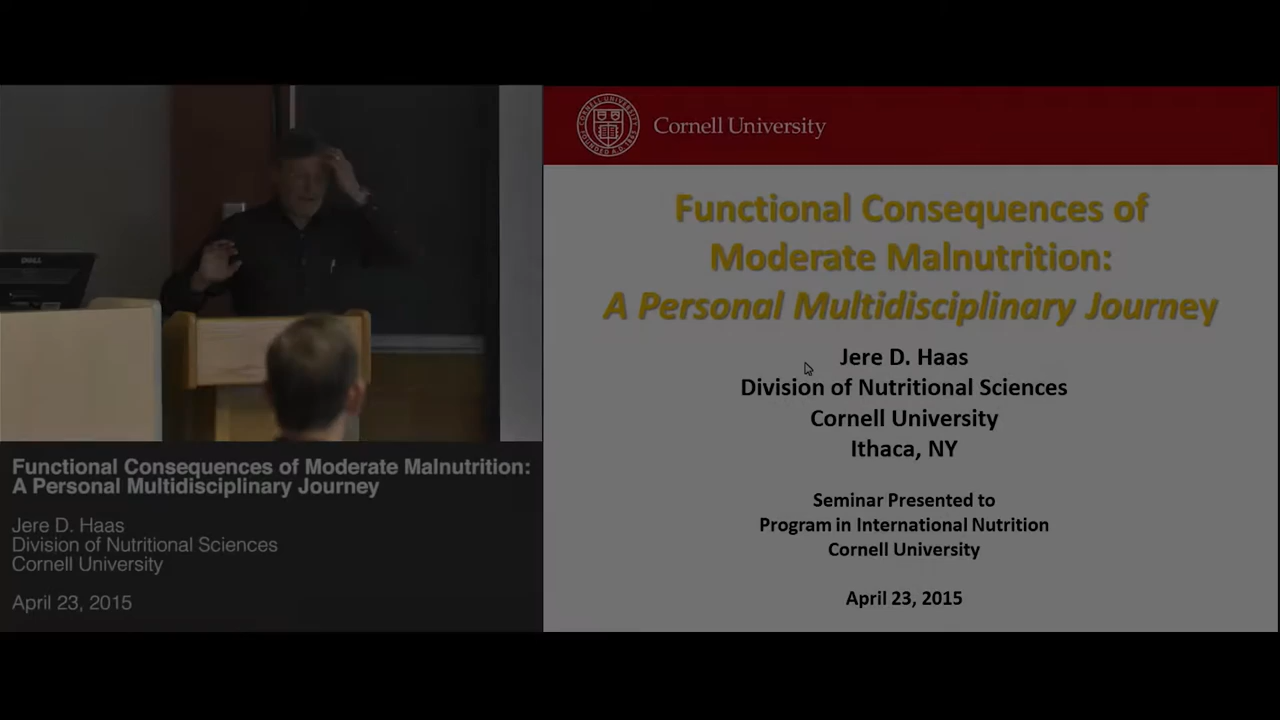 DELL
Functional Consequences of Moderate Malnutrition:
A Personal Multidisciplinary Journey
Jere D. Haas
Division of Nutritional Sciences
Cornell University
April 23, 2015
Cornell University
Functional Consequences of
Moderate Malnutrition:
A Personal Multidisciplinary Journey
Jere D. Haas
Division of Nutritional Sciences
Cornell University
Ithaca, NY
Seminar Presented to
Program in International Nutrition
Cornell University
April 23, 2015